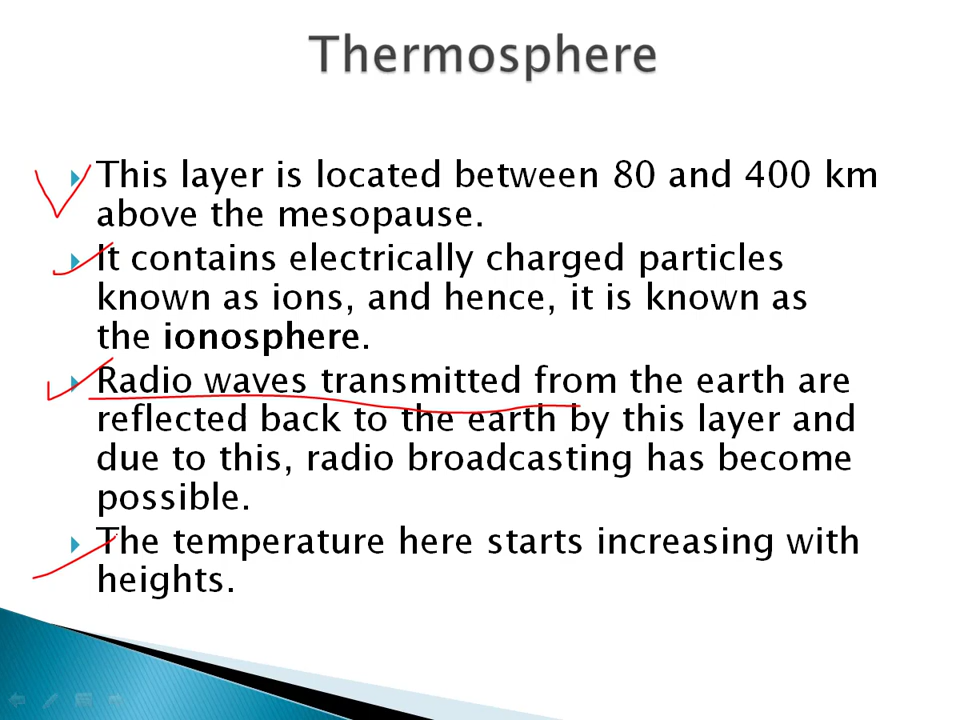 Thermosphere
This layer is located between 80 and 400 km
above the mesopause.
It contains electrically charged particles
known as ions, and hence, it is known as
the ionosphere.
Radio waves transmitted from the earth are
reflected back to the earth by this layer and
due to this, radio broadcasting has become
possible.
The temperature here starts increasing with
heights.